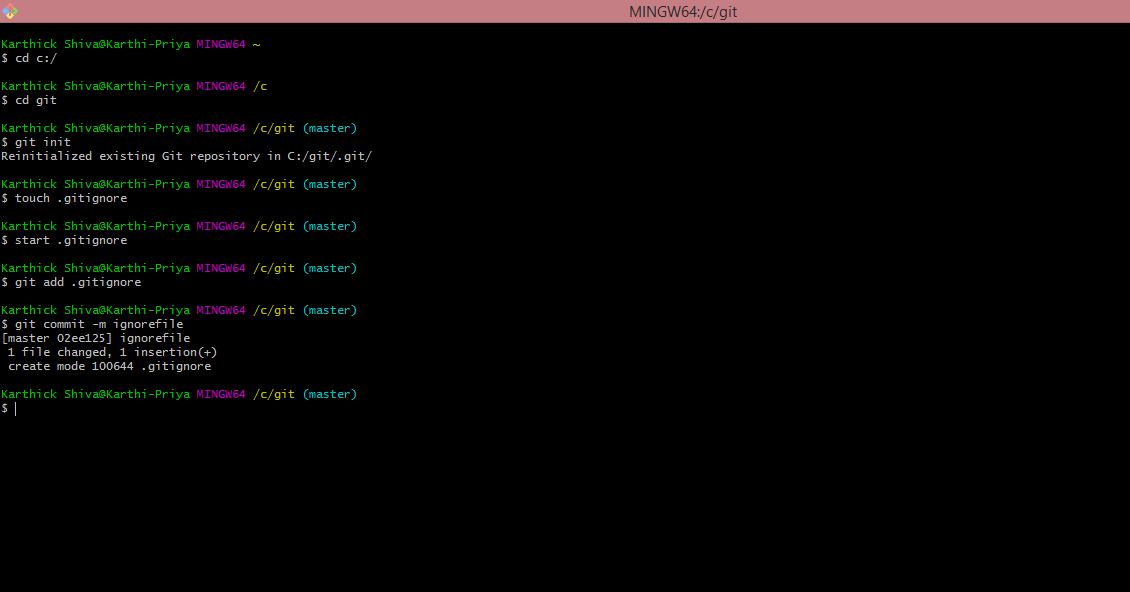 MINGW64:/c/git
Karthick Shiva@Karthi-Priya MINGW64 ~
$ cd c:/
Karthick Shiva@Karthi-Priya MINGW64 /c
$ cd git
Karthick Shiva@Karthi-Priya MINGW64 /c/git (master)
$ git init
Reinitialized existing Git repository in C:/git/.git/
Karthick Shiva@Karthi-Priya MINGW64 /c/git (master)
$ touch .gitignore
Karthick Shiva@Karthi-Priya MINGW64 /c/git (master)
$ start .gitignore
Karthick Shiva@Karthi-Priya MINGW64 /c/git (master)
$ git add .gitignore
Karthick Shiva@Karthi-Priya MINGW64 /c/git (master)
$ git commit -m ignorefile
[master 02ee125] ignorefile
 1 file changed, 1 insertion(+)
 create mode 100644 .gitignore
Karthick Shiva@Karthi-Priya MINGW64 /c/git (master)
$